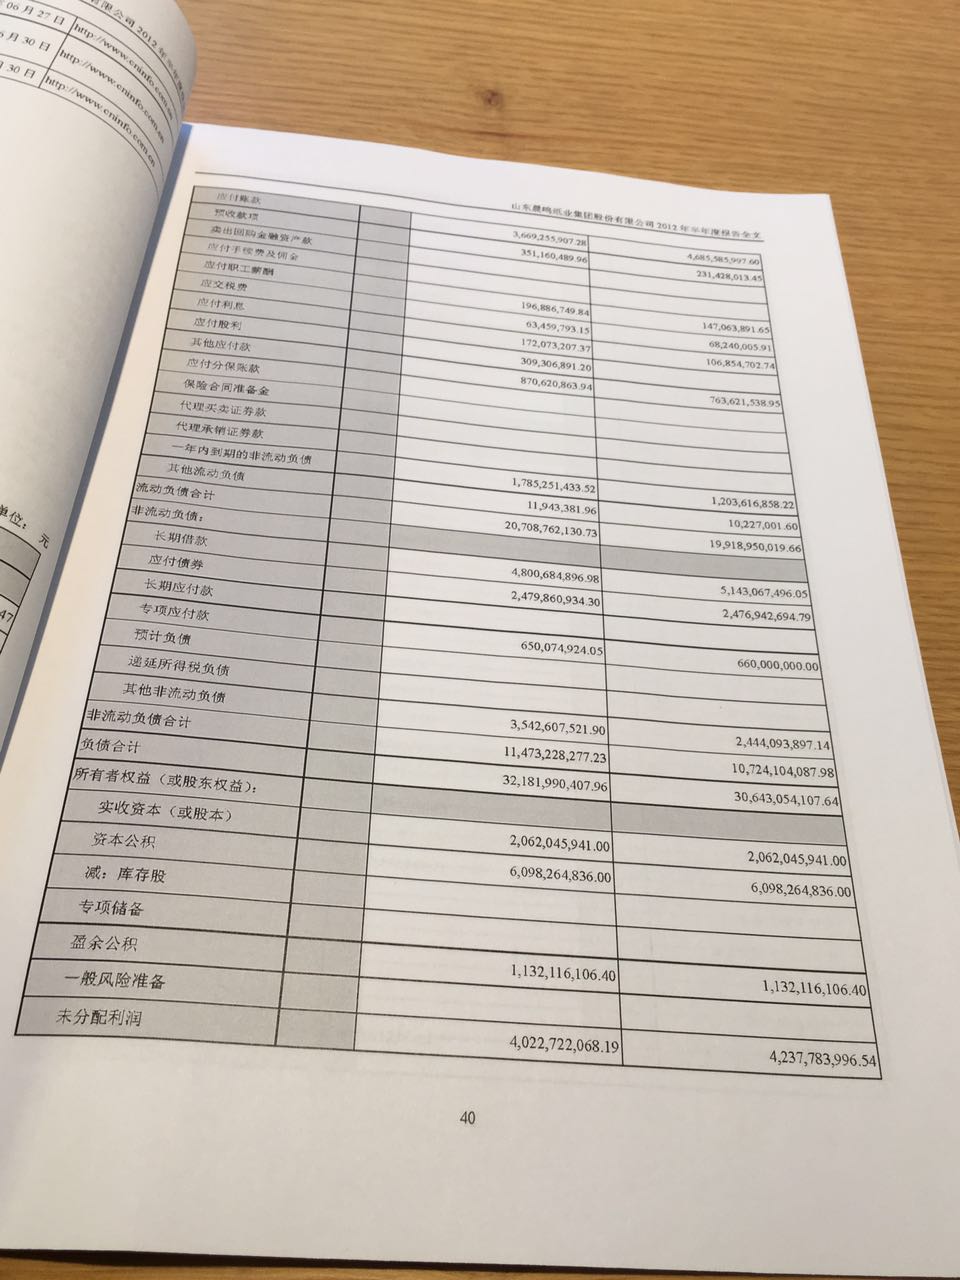 有限公司 2012 年半年度
06 月 27 日 http://www.cninfo.com.cn
月 30 日 http://www.cninfo.com.cn
30 日 http://www.cninfo.com.cn
单位： 元
47
山东晨鸣纸业集团股份有限公司 2012 年半年度报告全文
应付账款 3,669,255,907.28 4,685,585,997.60
预收款项 351,160,489.96 231,428,013.45
卖出回购金融资产款
应付手续费及佣金
应付职工薪酬 196,886,749.84 147,063,891.65
应交税费 63,459,793.15 68,240,005.91
应付利息 172,073,207.37 106,854,702.74
应付股利 309,306,891.20
其他应付款 870,620,863.94 763,621,538.95
应付分保账款
保险合同准备金
代理买卖证券款
代理承销证券款
一年内到期的非流动负债 1,785,251,433.52 1,203,616,858.22
其他流动负债 11,943,381.96 10,227,001.60
流动负债合计 20,708,762,130.73 19,918,950,019.66
非流动负债：
长期借款 4,800,684,896.98 5,143,067,496.05
应付债券 2,479,860,934.30 2,476,942,694.79
长期应付款
专项应付款 650,074,924.05 660,000,000.00
预计负债
递延所得税负债
其他非流动负债 3,542,607,521.90 2,444,093,897.14
非流动负债合计 11,473,228,277.23 10,724,104,087.98
负债合计 32,181,990,407.96 30,643,054,107.64
所有者权益（或股东权益）：
实收资本（或股本） 2,062,045,941.00 2,062,045,941.00
资本公积 6,098,264,836.00 6,098,264,836.00
减：库存股
专项储备
盈余公积 1,132,116,106.40 1,132,116,106.40
一般风险准备
未分配利润 4,022,722,068.19 4,237,783,996.54
40